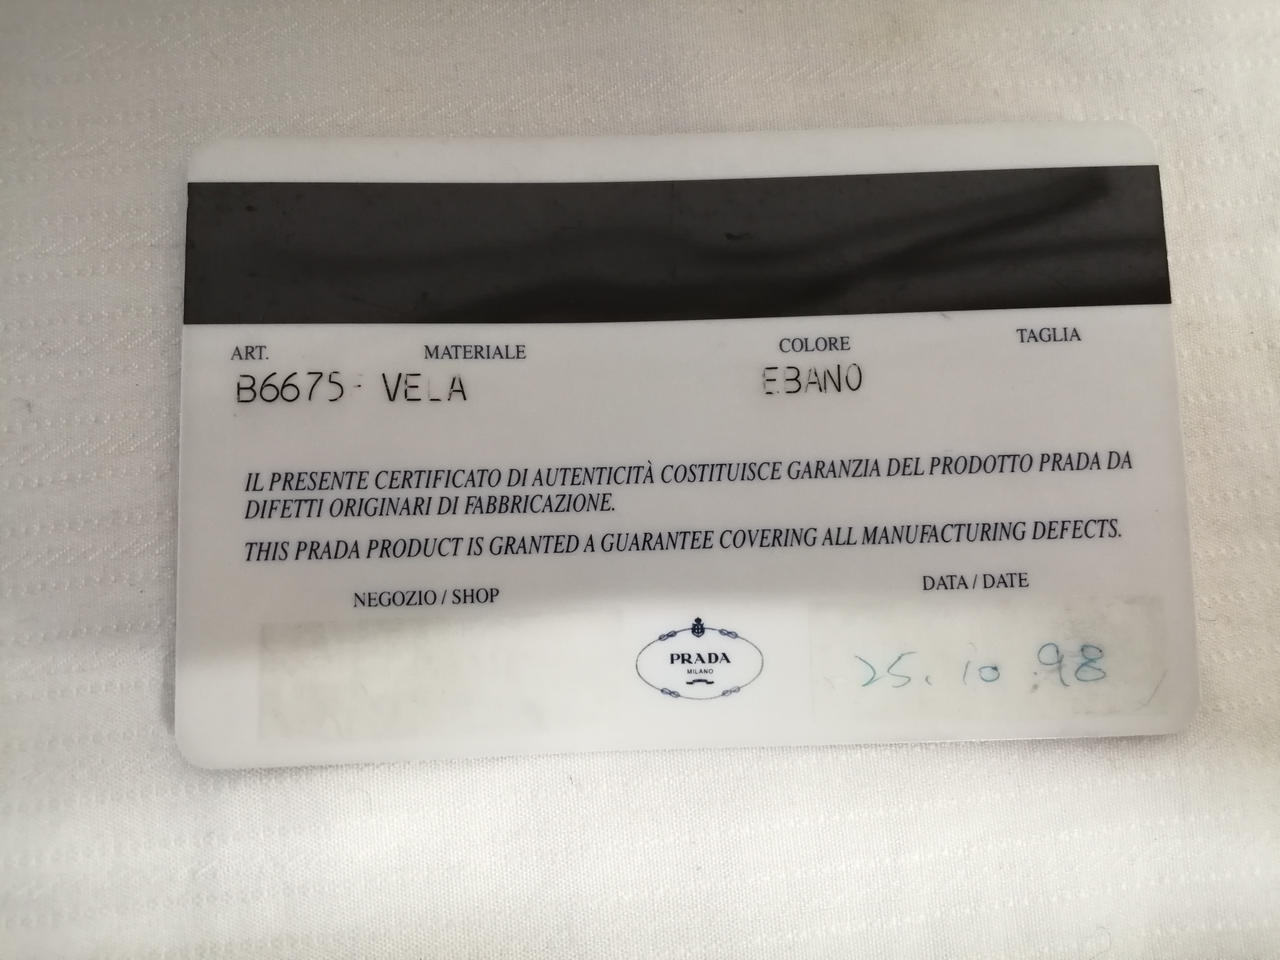 ART. MATERIALE COLORE TAGLIA
B6675- VELA EBANO
IL PRESENTE CERTIFICATO DI AUTENTICITÀ COSTITUISCE GARANZIA DEL PRODOTTO PRADA DA
DIFETTI ORIGINARI DI FABBRICAZIONE.
THIS PRADA PRODUCT IS GRANTED A GUARANTEE COVERING ALL MANUFACTURING DEFECTS.
NEGOZIO / SHOP DATA / DATE
PRADA
MILANO
25.10.98